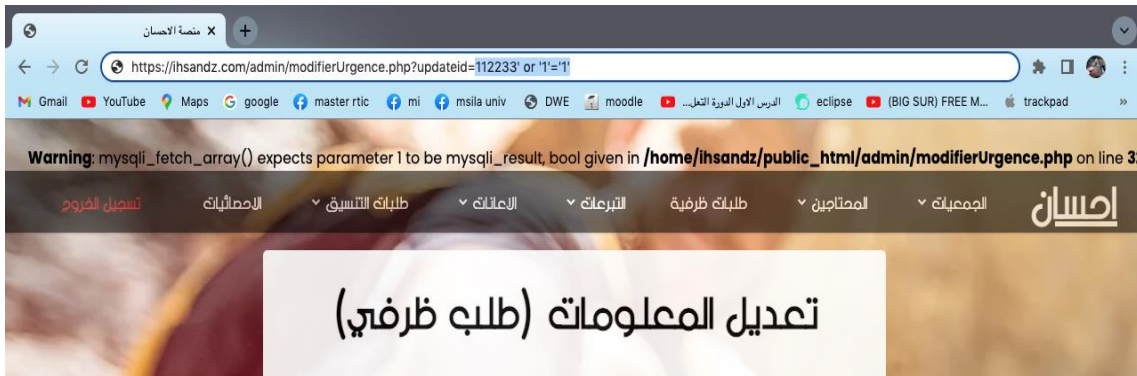 منصة الاحسان
https://ihsandz.com/admin/modifierUrgence.php?updateid=112233' or '1'='1'
Gmail YouTube Maps google master rtic mi msila univ DWE moodle الدرس الاول الدورة التعل... eclipse (BIG SUR) FREE M... trackpad »
Warning: mysqli_fetch_array() expects parameter 1 to be mysqli_result, bool given in /home/ihsandz/public_html/admin/modifierUrgence.php on line
احسان الجمعيات المحتاجين طلبات ظرفية التبرعات الاعانات طلبات التنسيق الاحصائيات تسجيل الخروج
تعديل المعلومات (طلب ظرفي)